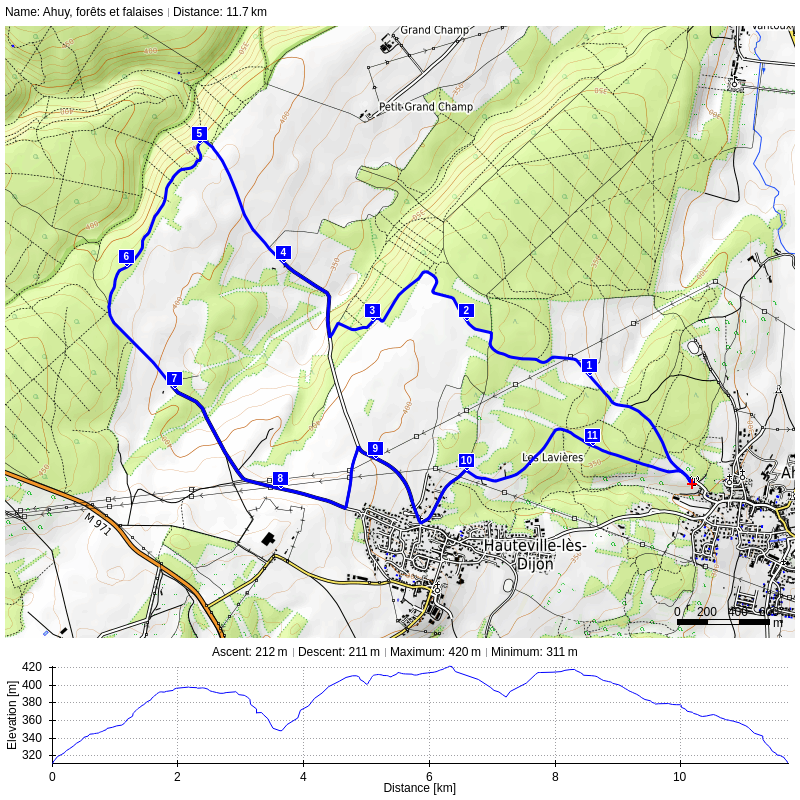 Name: Ahuy, forêts et falaises | Distance: 11.7 km
Grand Champ
Petit Grand Champ
5
4
6
3
2
1
7
11
9
10
8
Les Lavières
M 971
Hauteville-lès-
Dijon
0 200 400 600
m
Ascent: 212 m | Descent: 211 m | Maximum: 420 m | Minimum: 311 m
Elevation [m]
420
400
380
360
340
320
0 2 4 6 8 10
Distance [km]